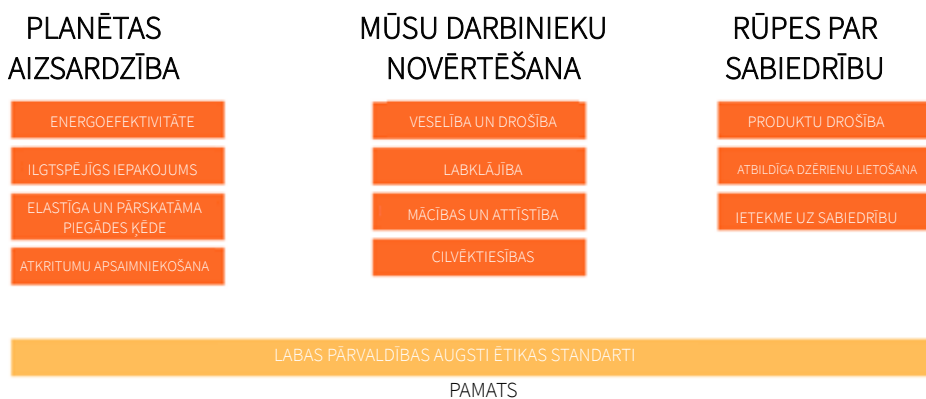 PLANĒTAS
AIZSARDZĪBA
ENERGOEFEKTIVITĀTE
ILGTSPĒJĪGS IEPAKOJUMS
ELASTĪGA UN PĀRSKATĀMA
PIEGĀDES ĶĒDE
ATKRITUMU APSAIMNIEKOŠANA
MŪSU DARBINIEKU
NOVĒRTĒŠANA
VESELĪBA UN DROŠĪBA
LABKLĀJĪBA
MĀCĪBAS UN ATTĪSTĪBA
CILVĒKTIESĪBAS
RŪPES PAR
SABIEDRĪBU
PRODUKTU DROŠĪBA
ATBILDĪGA DZĒRIENU LIETOŠANA
IETEKME UZ SABIEDRĪBU
LABAS PĀRVALDĪBAS AUGSTI ĒTIKAS STANDARTI
PAMATS